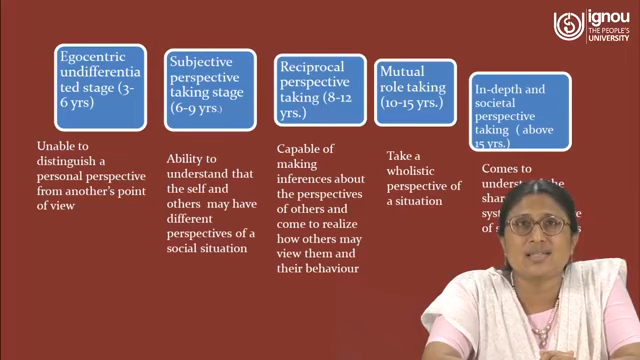 ignou
THE PEOPLE'S
UNIVERSITY
Egocentric
undifferentia
ted stage (3-
6 yrs)
Subjective
perspective
taking stage
(6-9 yrs.)
Reciprocal
perspective
taking (8-12
yrs.)
Mutual
role taking
(10-15 yrs.)
In-depth and
societal
perspective
taking ( above
15 yrs.)
Unable to
distinguish a
personal perspective
from another's point
of view
Ability to
understand that
the self and
others may have
different
perspectives of a
social situation
Capable of
making
inferences about
the perspectives
of others and
come to realize
how others may
view them and
their behaviour
Take a
wholistic
perspective of
a situation
Comes to
understand the